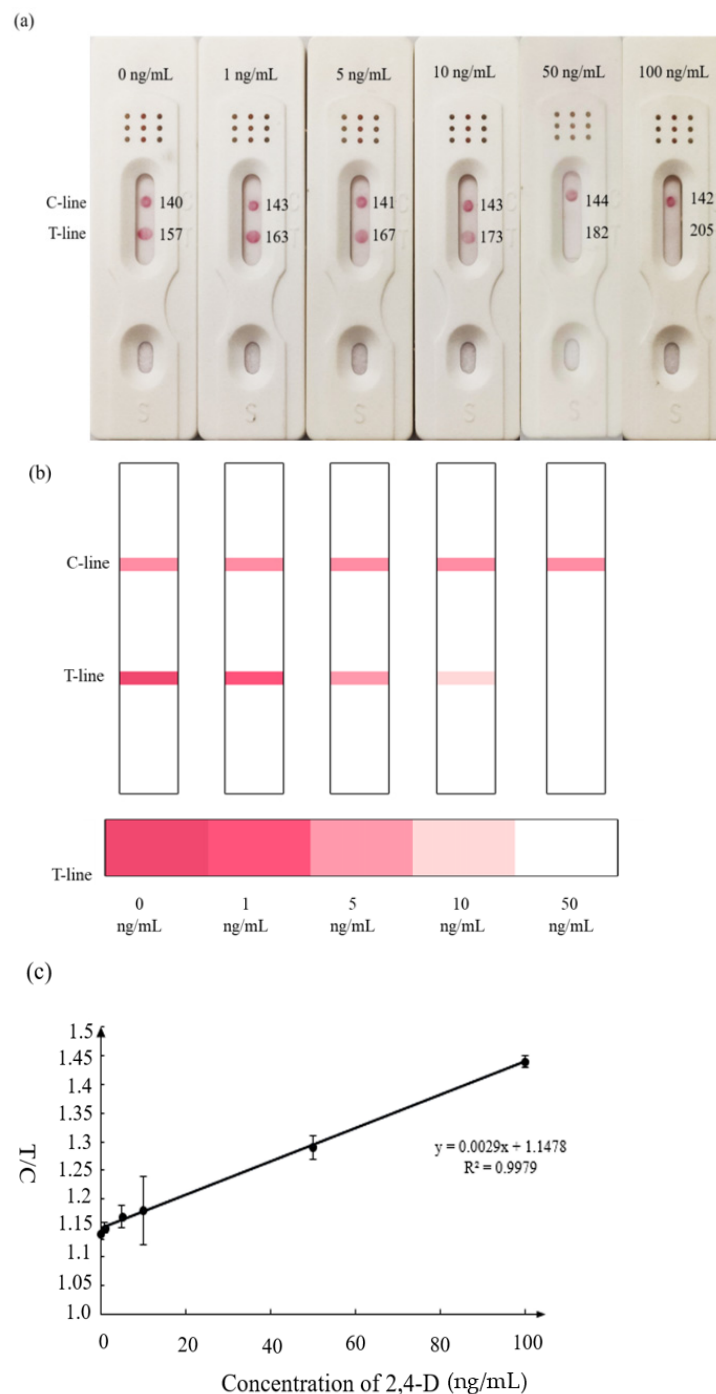 (a)
0 ng/mL 1 ng/mL 5 ng/mL 10 ng/mL 50 ng/mL 100 ng/mL
C-line 140 143 141 143 144 142
T-line 157 163 167 173 182 205
S S S S S S
(b)
C-line
T-line
T-line
0 1 5 10 50
ng/mL ng/mL ng/mL ng/mL ng/mL
(c)
1.5
1.45
1.4
1.35
1.3
1.25
1.2
1.15
1.1
1.05
1.0
T/C
y = 0.0029x + 1.1478
R² = 0.9979
0 20 40 60 80 100
Concentration of 2,4-D (ng/mL)